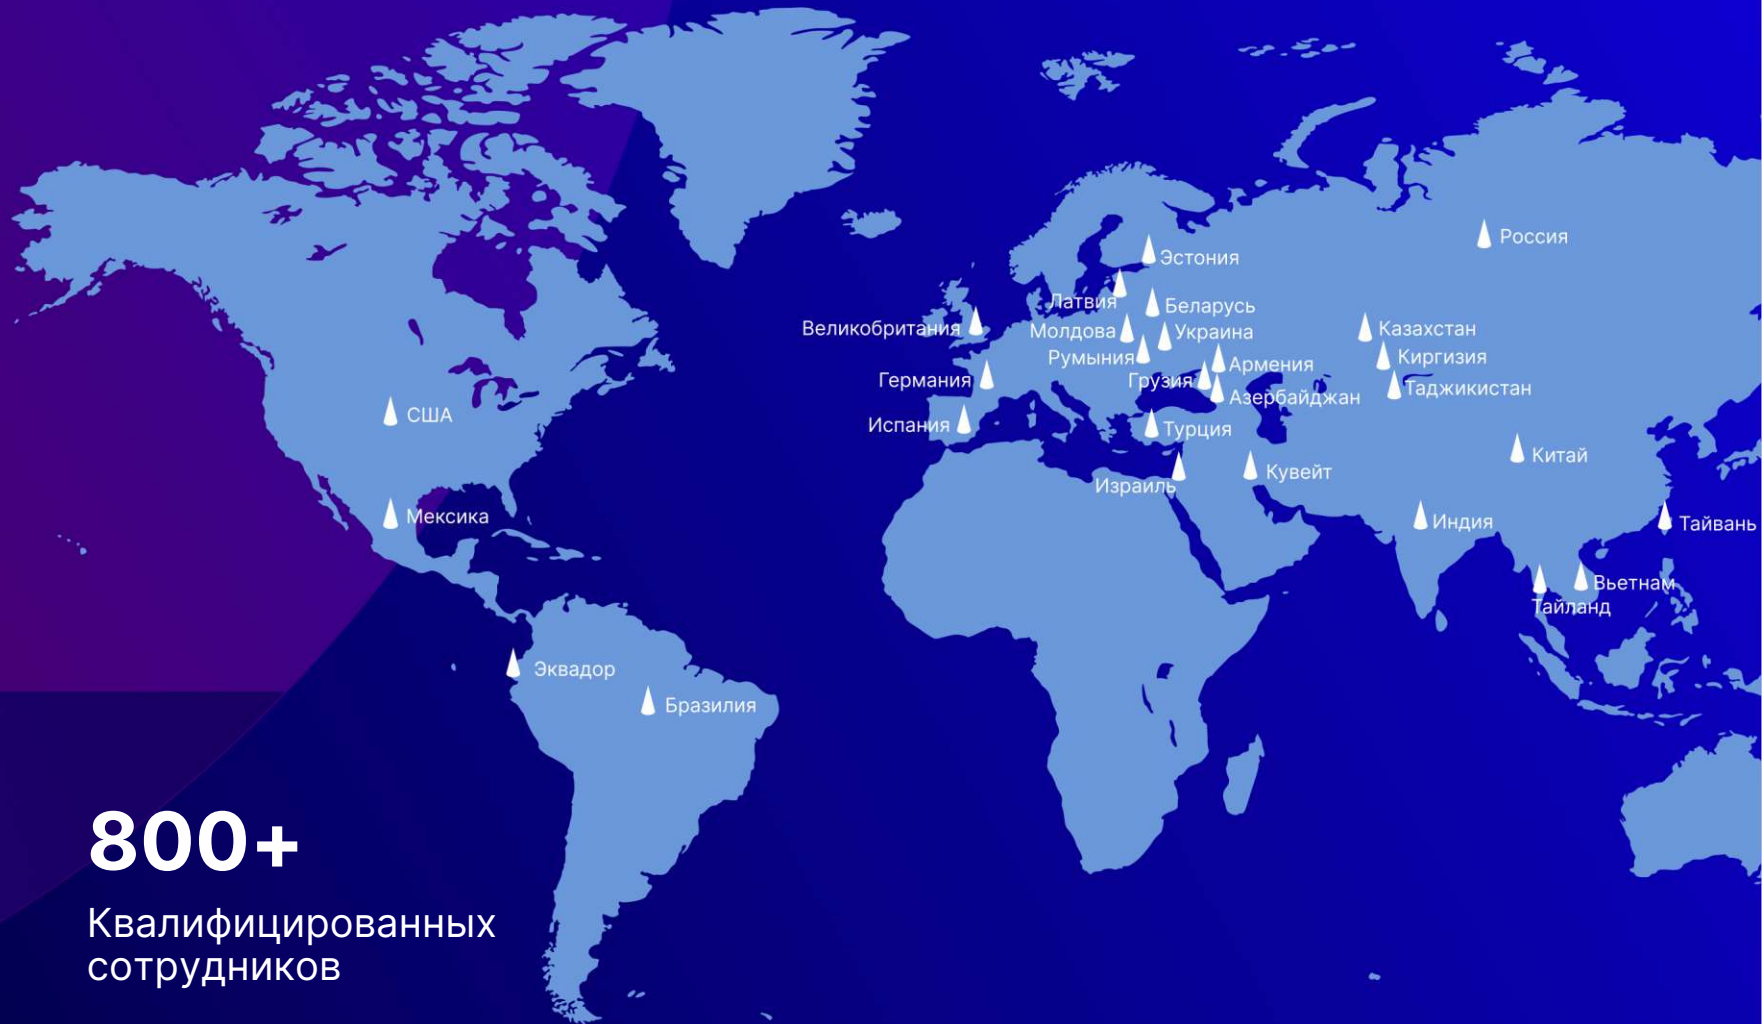 Россия
Эстония
Латвия
Беларусь
Великобритания
Молдова
Украина
Казахстан
Румыния
Армения
Киргизия
Германия
Грузия
Азербайджан
Таджикистан
США
Испания
Турция
Китай
Израиль
Кувейт
Мексика
Индия
Тайвань
Вьетнам
Тайланд
Эквадор
Бразилия
800+
Квалифицированных
сотрудников